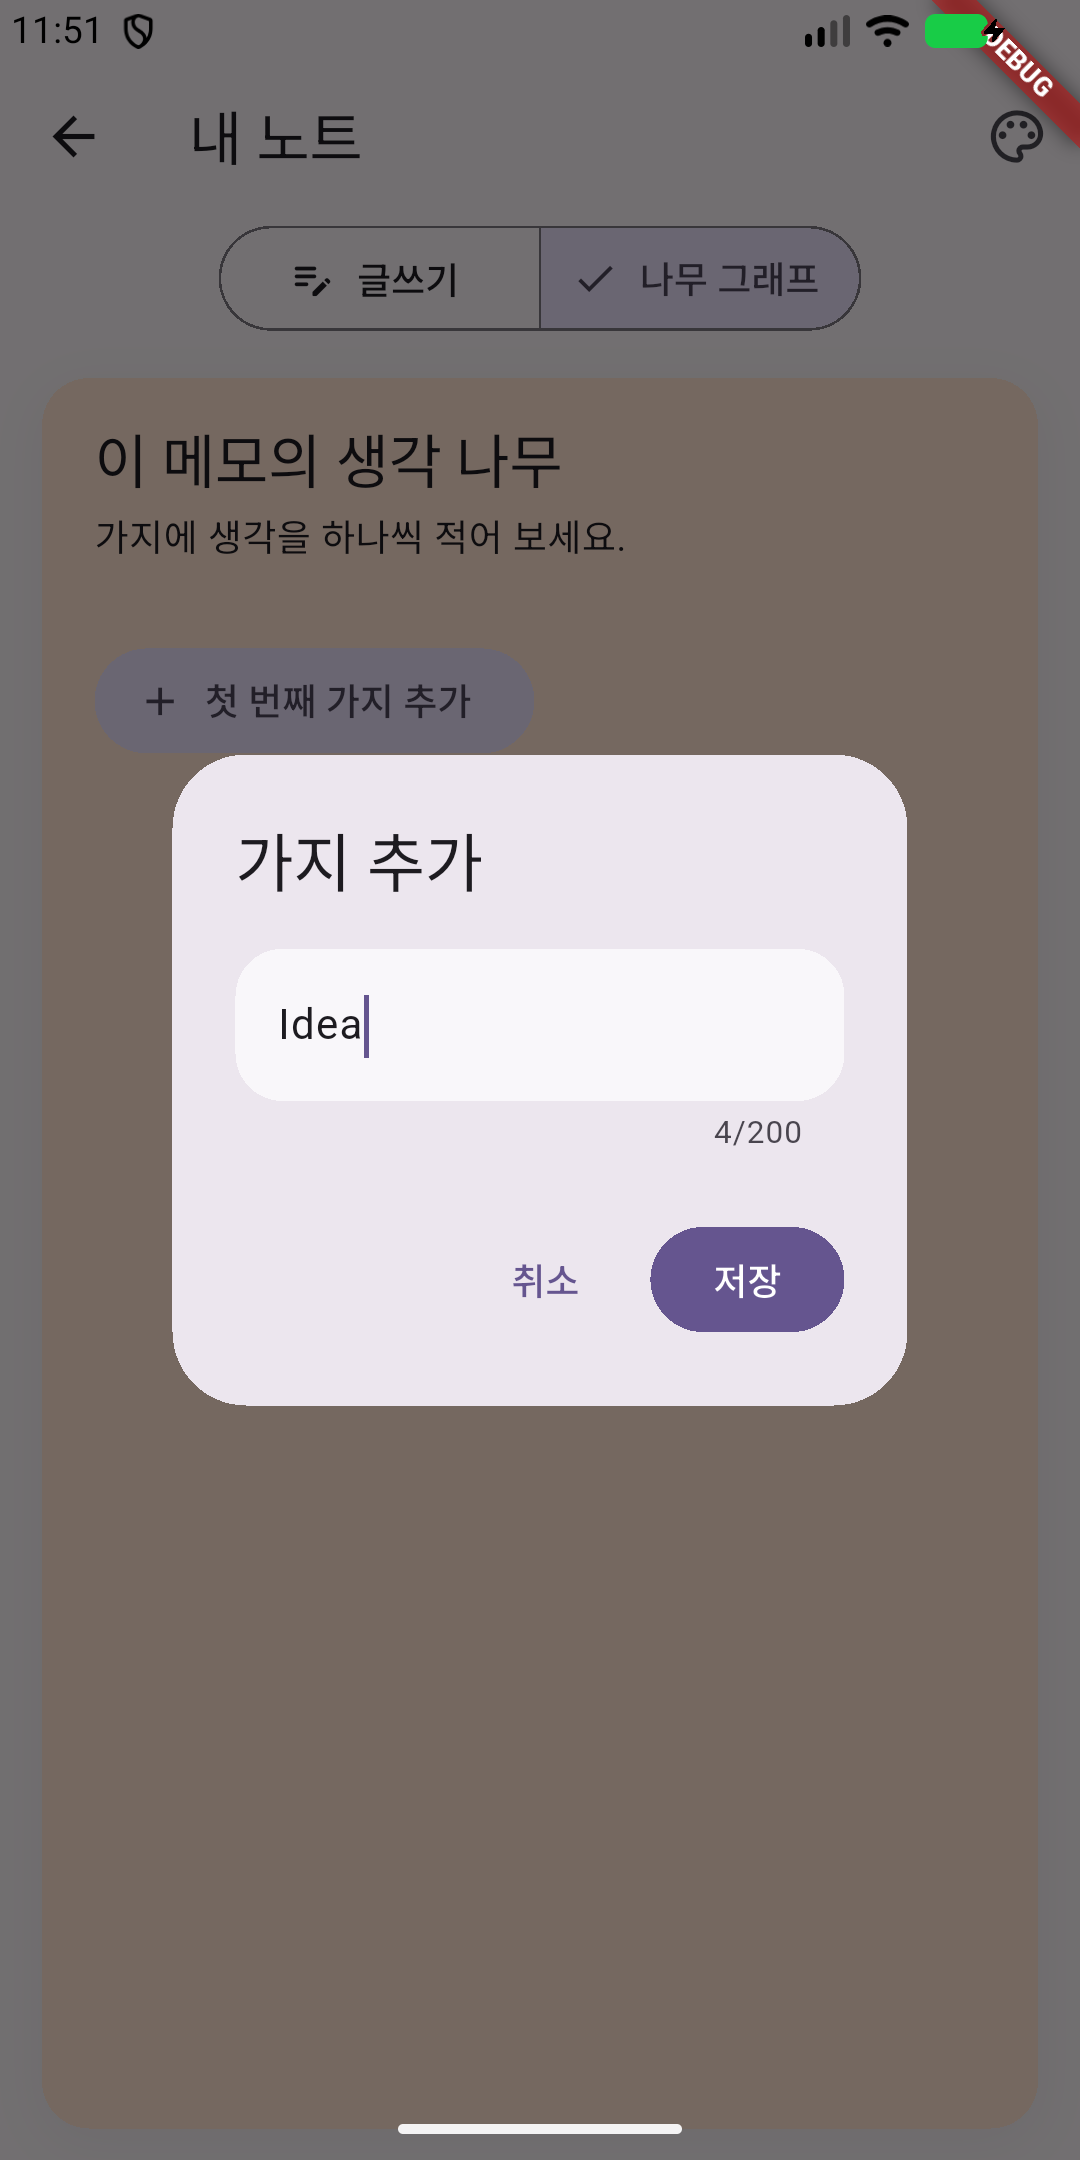 11:51
DEBUG
내 노트
글쓰기
나무 그래프
이 메모의 생각 나무
가지에 생각을 하나씩 적어 보세요.
첫 번째 가지 추가
가지 추가
Idea
4/200
취소
저장